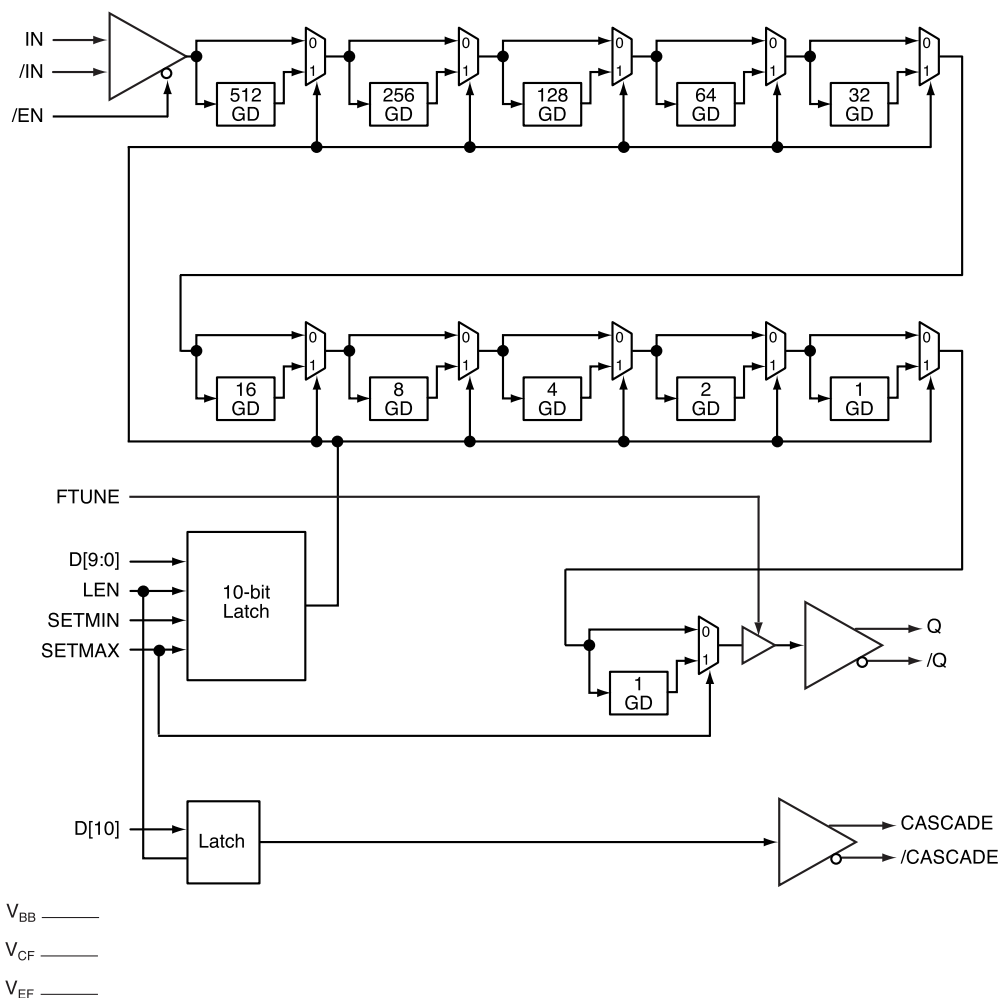 IN
/IN
/EN
0
1
512
GD
0
1
256
GD
0
1
128
GD
0
1
64
GD
0
1
32
GD
0
1
16
GD
0
1
8
GD
0
1
4
GD
0
1
2
GD
0
1
1
GD
FTUNE
D[9:0]
LEN
SETMIN
SETMAX
10-bit
Latch
0
1
1
GD
Q
/Q
D[10]
Latch
CASCADE
/CASCADE
VBB
VCF
VEF